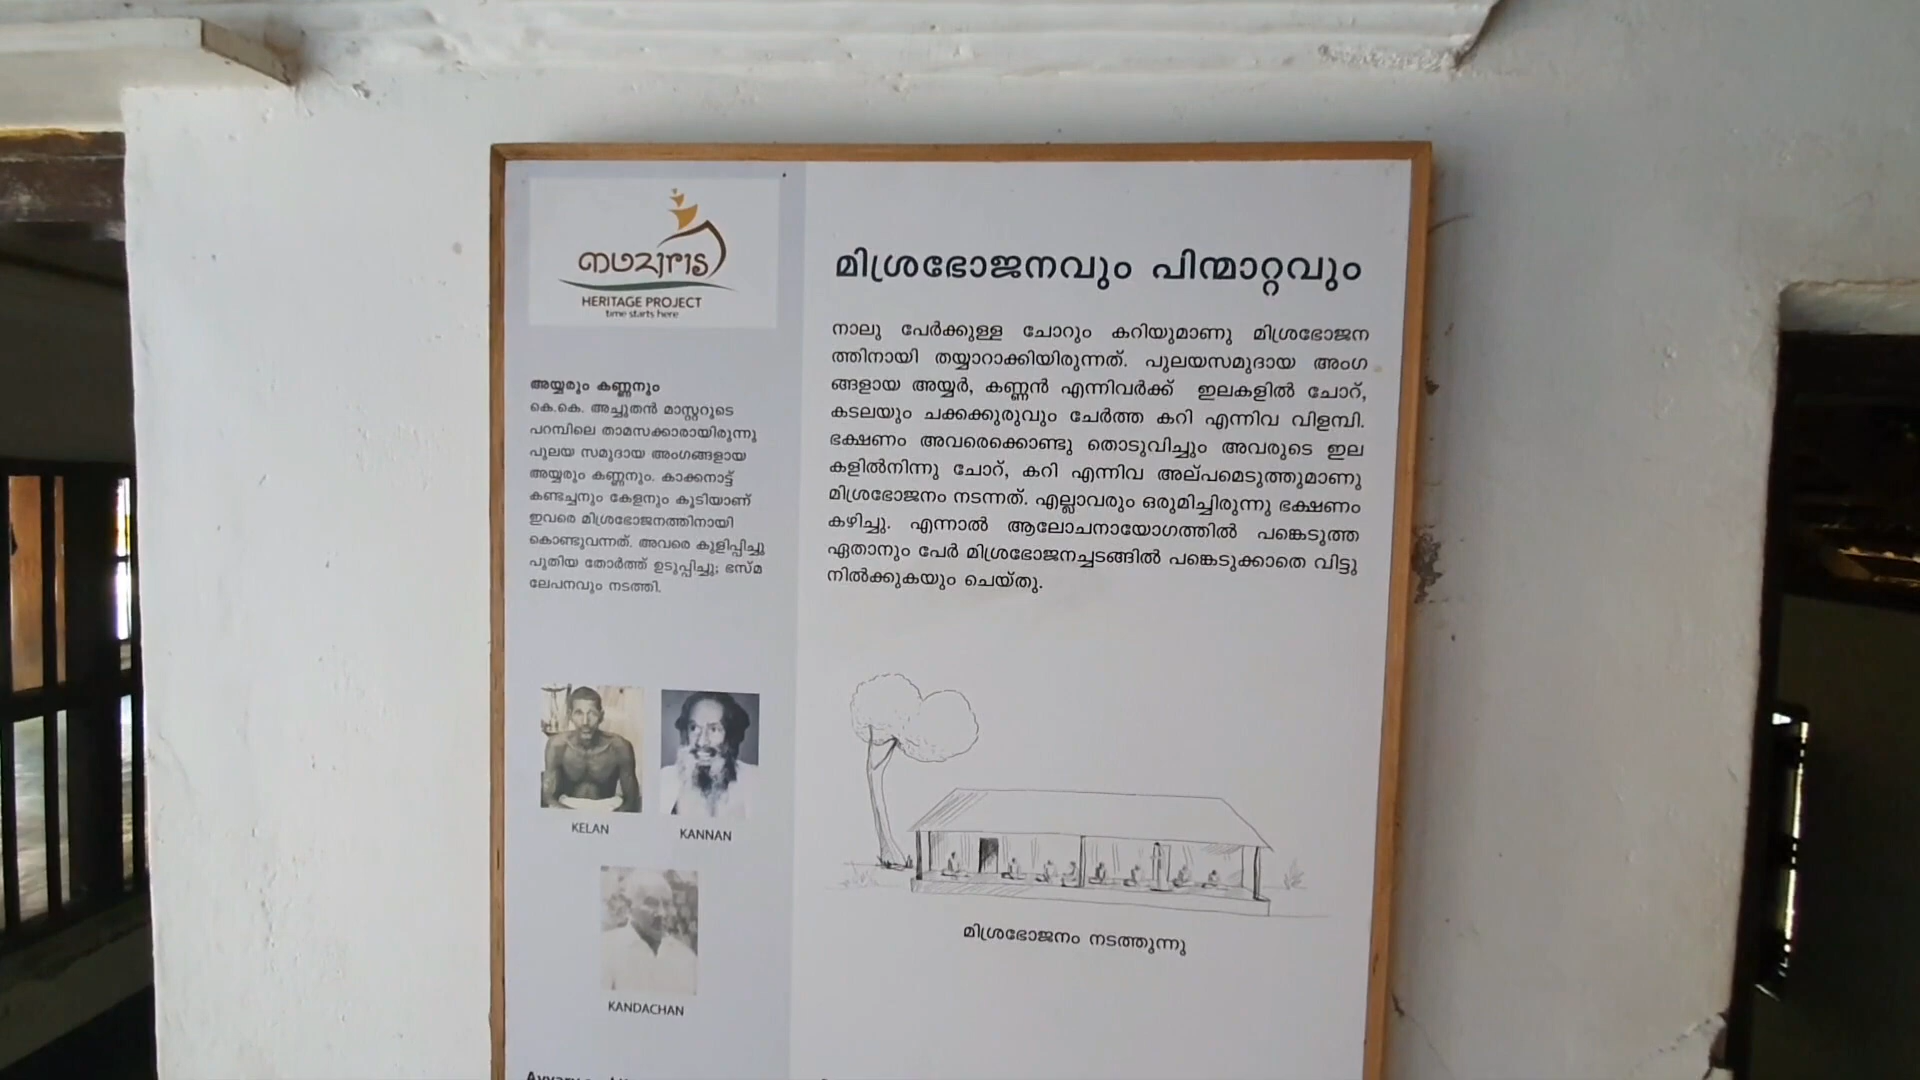 HERITAGE PROJECT
time starts here
അയ്യരും കണ്ണനും
കെ.കെ. അച്ചുതൻ മാസ്റ്ററുടെ
പറമ്പിലെ താമസക്കാരായിരുന്നു
പുലയ സമുദായ അംഗങ്ങളായ
അയ്യരും കണ്ണനും. കാക്കനാട്ട്
കണ്ടച്ചനും കേളനും കൂടിയാണ്
ഇവരെ മിശ്രഭോജനത്തിനായി
കൊണ്ടുവന്നത്. അവരെ കുളിപ്പിച്ചു
പുതിയ തോർത്ത് ഉടുപ്പിച്ചു; ഭസ്മ
ലേപനവും നടത്തി.
KELAN
KANNAN
KANDACHAN
മിശ്രഭോജനവും പിന്മാറ്റവും
നാലു പേർക്കുള്ള ചോറും കറിയുമാണു മിശ്രഭോജന
ത്തിനായി തയ്യാറാക്കിയിരുന്നത്. പുലയസമുദായ അംഗ
ങ്ങളായ അയ്യർ, കണ്ണൻ എന്നിവർക്ക് ഇലകളിൽ ചോറ്,
കടലയും ചക്കക്കുരുവും ചേർത്ത കറി എന്നിവ വിളമ്പി.
ഭക്ഷണം അവരെക്കൊണ്ടു തൊടുവിച്ചും അവരുടെ ഇല
കളിൽനിന്നു ചോറ്, കറി എന്നിവ അല്പമെടുത്തുമാണു
മിശ്രഭോജനം നടന്നത്. എല്ലാവരും ഒരുമിച്ചിരുന്നു ഭക്ഷണം
കഴിച്ചു. എന്നാൽ ആലോചനായോഗത്തിൽ പങ്കെടുത്ത
ഏതാനും പേർ മിശ്രഭോജനച്ചടങ്ങിൽ പങ്കെടുക്കാതെ വിട്ടു
നിൽക്കുകയും ചെയ്തു.
മിശ്രഭോജനം നടത്തുന്നു